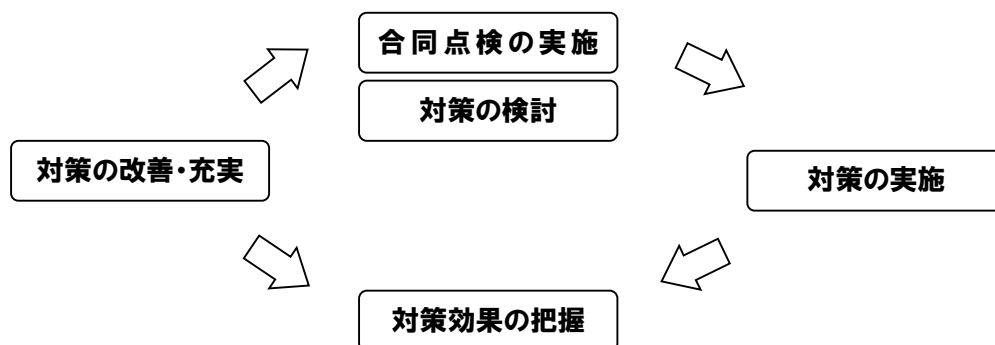 合同点検の実施
対策の検討
対策の改善・充実
対策の実施
対策効果の把握